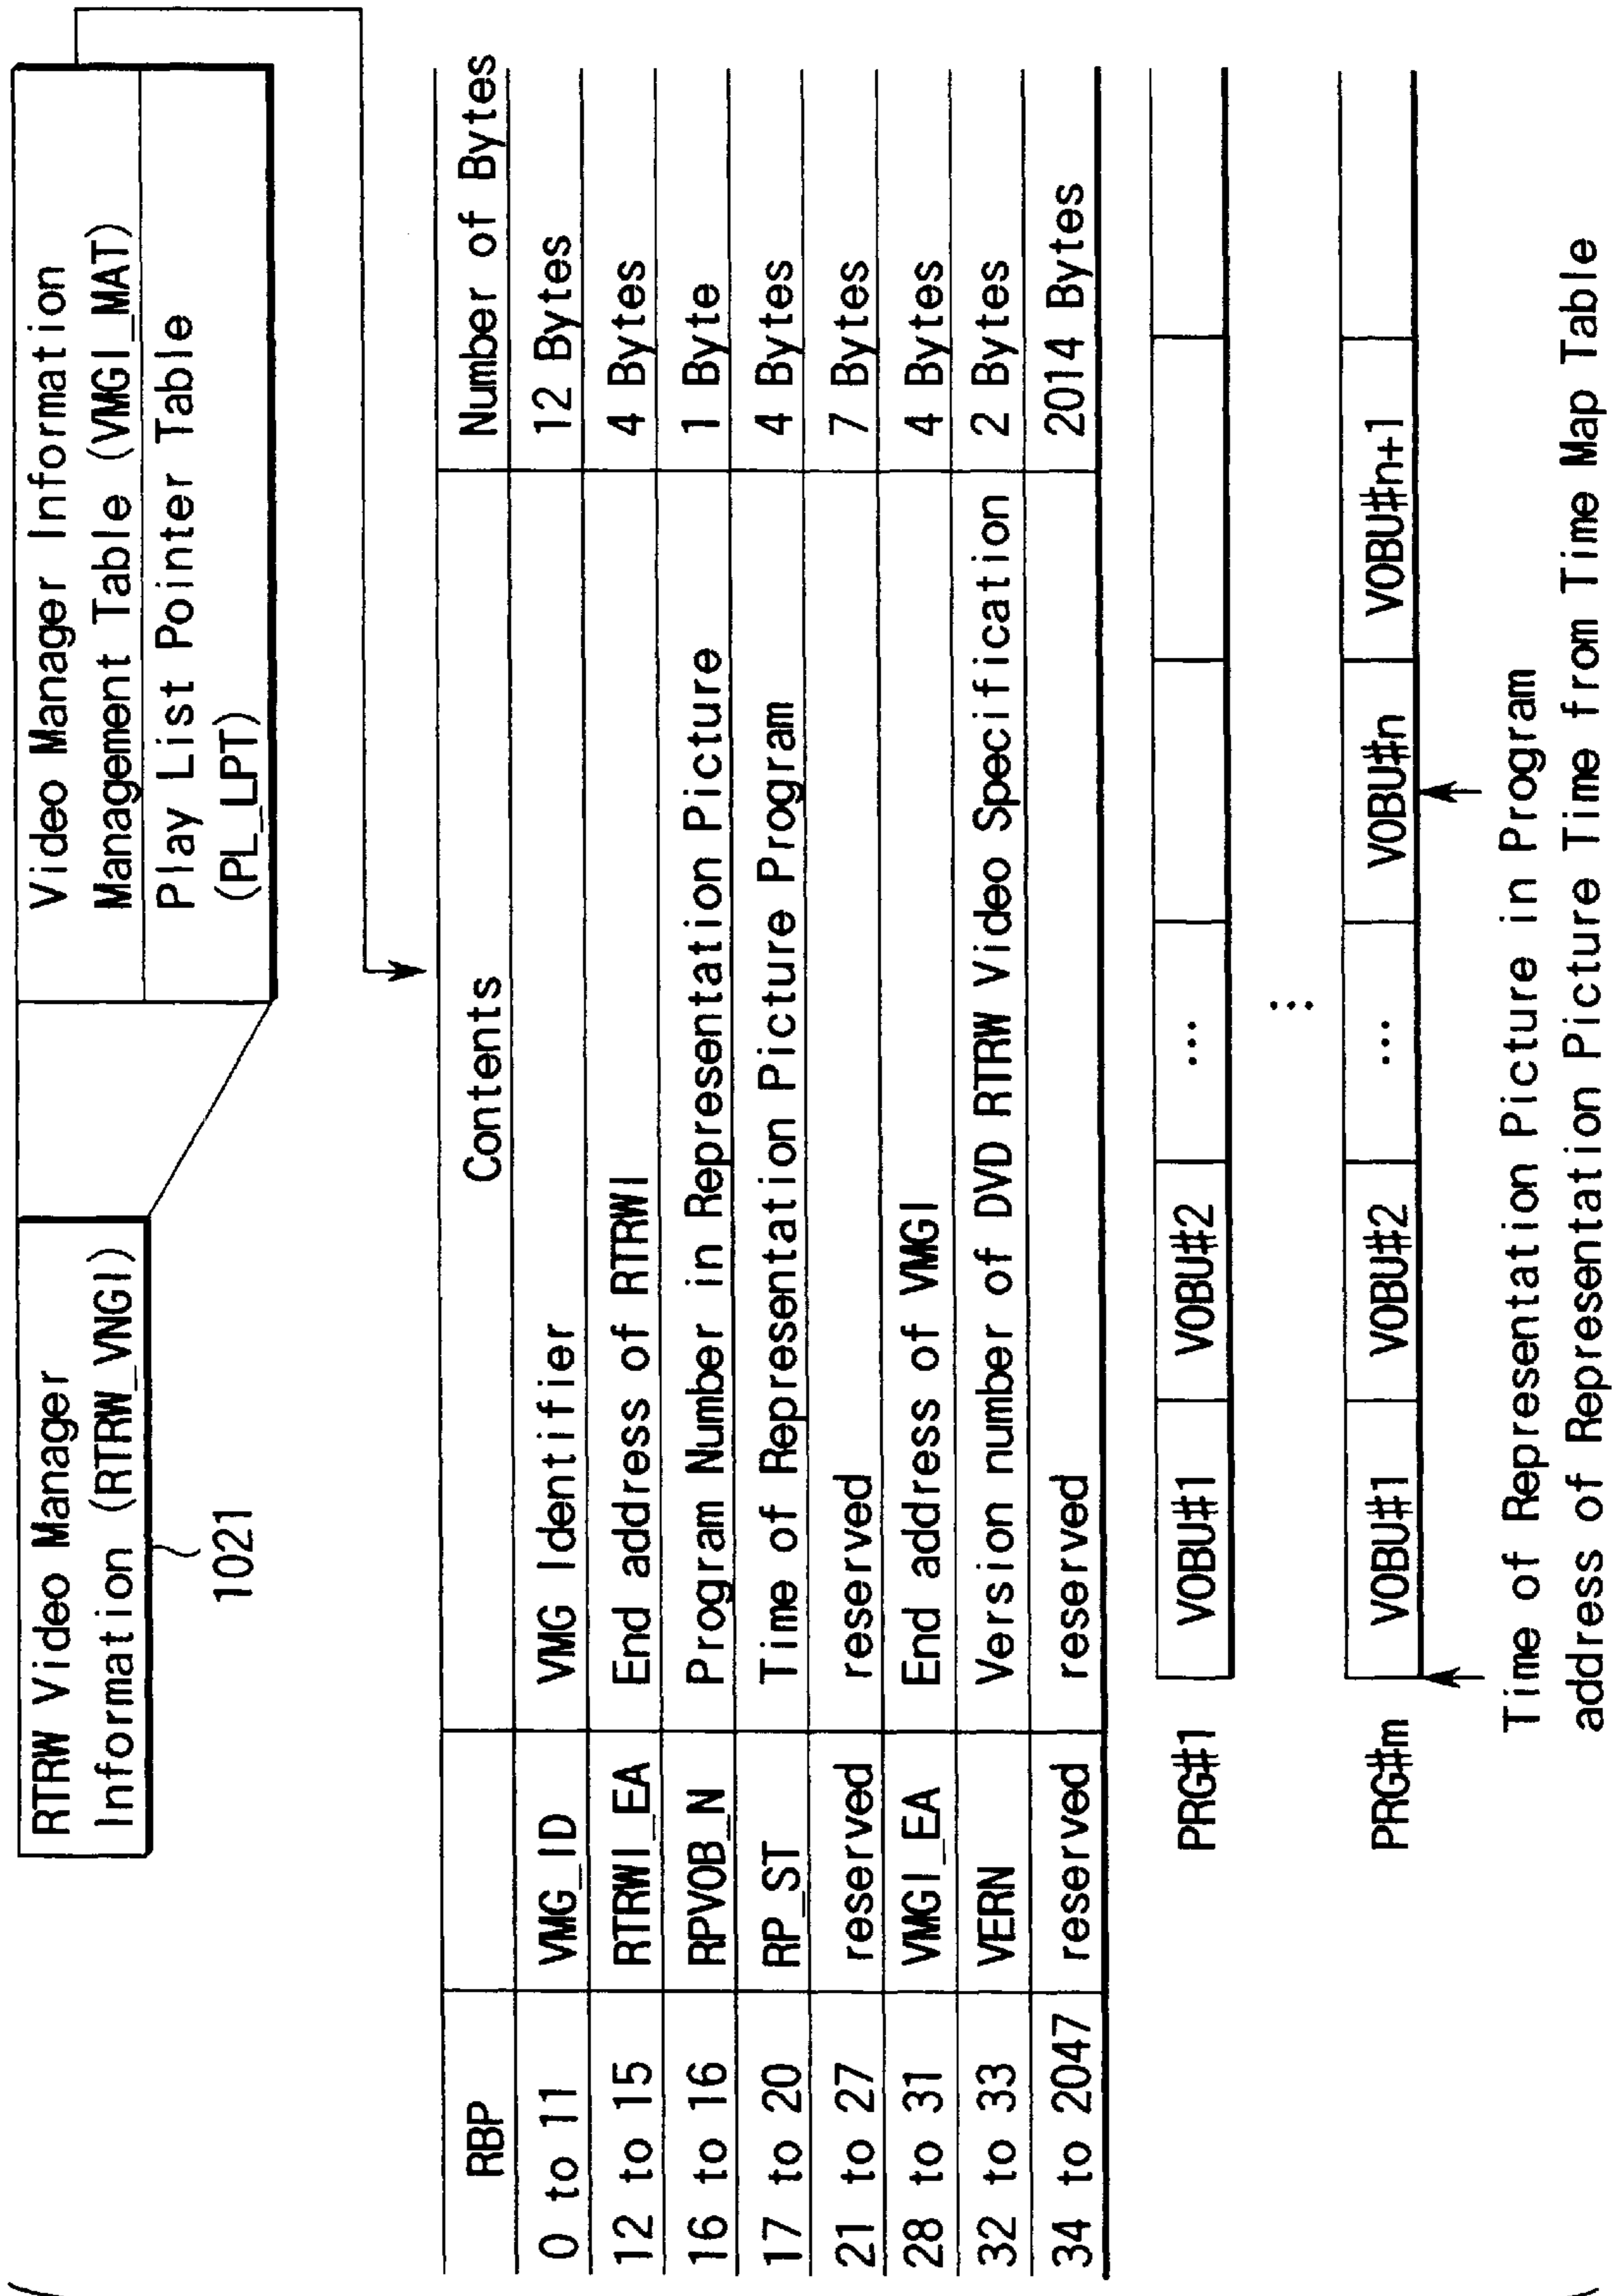 RTRW Video Manager
Information (RTRW_VNGI)
1021
Video Manager Information
Management Table (VMGI_MAT)
Play List Pointer Table
(PL_LPT)
RBP Contents Number of Bytes
0 to 11 VMG_ID VMG Identifier 12 Bytes
12 to 15 RTRWI_EA End address of RTRWI 4 Bytes
16 to 16 RPVOB_N Program Number in Representation Picture 1 Byte
17 to 20 RP_ST Time of Representation Picture Program 4 Bytes
21 to 27 reserved reserved 7 Bytes
28 to 31 VMGI_EA End address of VMGI 4 Bytes
32 to 33 VERN Version number of DVD RTRW Video Specification 2 Bytes
34 to 2047 reserved reserved 2014 Bytes
PRG#1 VOBU#1 VOBU#2 ...
...
PRG#m VOBU#1 VOBU#2 ... VOBU#n VOBU#n+1
Time of Representation Picture in Program
address of Representation Picture Time from Time Map Table